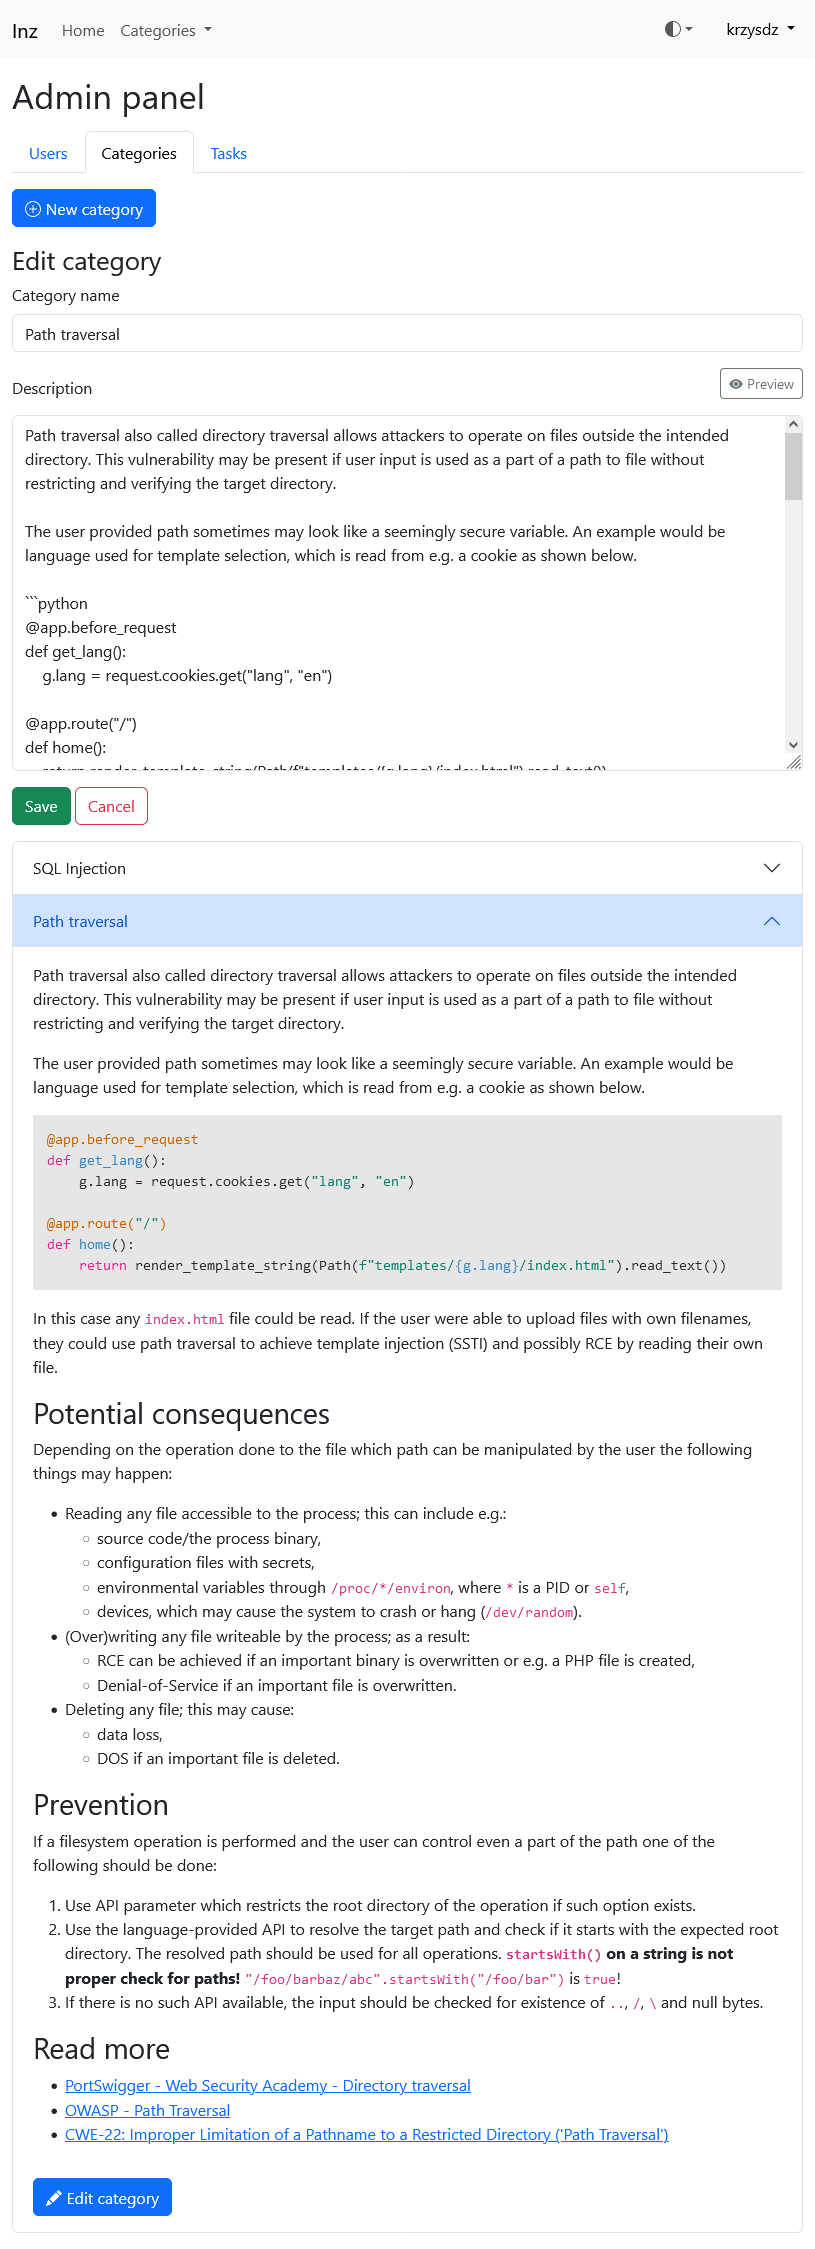 Inz Home Categories krzysdz
Admin panel
Users Categories Tasks
New category
Edit category
Category name
Path traversal
Description
Preview
Path traversal also called directory traversal allows attackers to operate on files outside the intended
directory. This vulnerability may be present if user input is used as a part of a path to file without
restricting and verifying the target directory.
The user provided path sometimes may look like a seemingly secure variable. An example would be
language used for template selection, which is read from e.g. a cookie as shown below.
```python
@app.before_request
def get_lang():
    g.lang = request.cookies.get("lang", "en")
@app.route("/")
def home():
    return render_template_string(Path(f"templates/{g.lang}/index.html").read_text())
Save Cancel
SQL Injection
Path traversal
Path traversal also called directory traversal allows attackers to operate on files outside the intended
directory. This vulnerability may be present if user input is used as a part of a path to file without
restricting and verifying the target directory.
The user provided path sometimes may look like a seemingly secure variable. An example would be
language used for template selection, which is read from e.g. a cookie as shown below.
@app.before_request
def get_lang():
    g.lang = request.cookies.get("lang", "en")
@app.route("/")
def home():
    return render_template_string(Path(f"templates/{g.lang}/index.html").read_text())
In this case any index.html file could be read. If the user were able to upload files with own filenames,
they could use path traversal to achieve template injection (SSTI) and possibly RCE by reading their own
file.
Potential consequences
Depending on the operation done to the file which path can be manipulated by the user the following
things may happen:
• Reading any file accessible to the process; this can include e.g.:
○ source code/the process binary,
○ configuration files with secrets,
○ environmental variables through /proc/*/environ, where * is a PID or self,
○ devices, which may cause the system to crash or hang (/dev/random).
• (Over)writing any file writeable by the process; as a result:
○ RCE can be achieved if an important binary is overwritten or e.g. a PHP file is created,
○ Denial-of-Service if an important file is overwritten.
• Deleting any file; this may cause:
○ data loss,
○ DOS if an important file is deleted.
Prevention
If a filesystem operation is performed and the user can control even a part of the path one of the
following should be done:
1. Use API parameter which restricts the root directory of the operation if such option exists.
2. Use the language-provided API to resolve the target path and check if it starts with the expected root
directory. The resolved path should be used for all operations. startsWith() on a string is not
proper check for paths! "/foo/barbaz/abc".startsWith("/foo/bar") is true!
3. If there is no such API available, the input should be checked for existence of .., /, \ and null bytes.
Read more
• PortSwigger - Web Security Academy - Directory traversal
• OWASP - Path Traversal
• CWE-22: Improper Limitation of a Pathname to a Restricted Directory ('Path Traversal')
Edit category